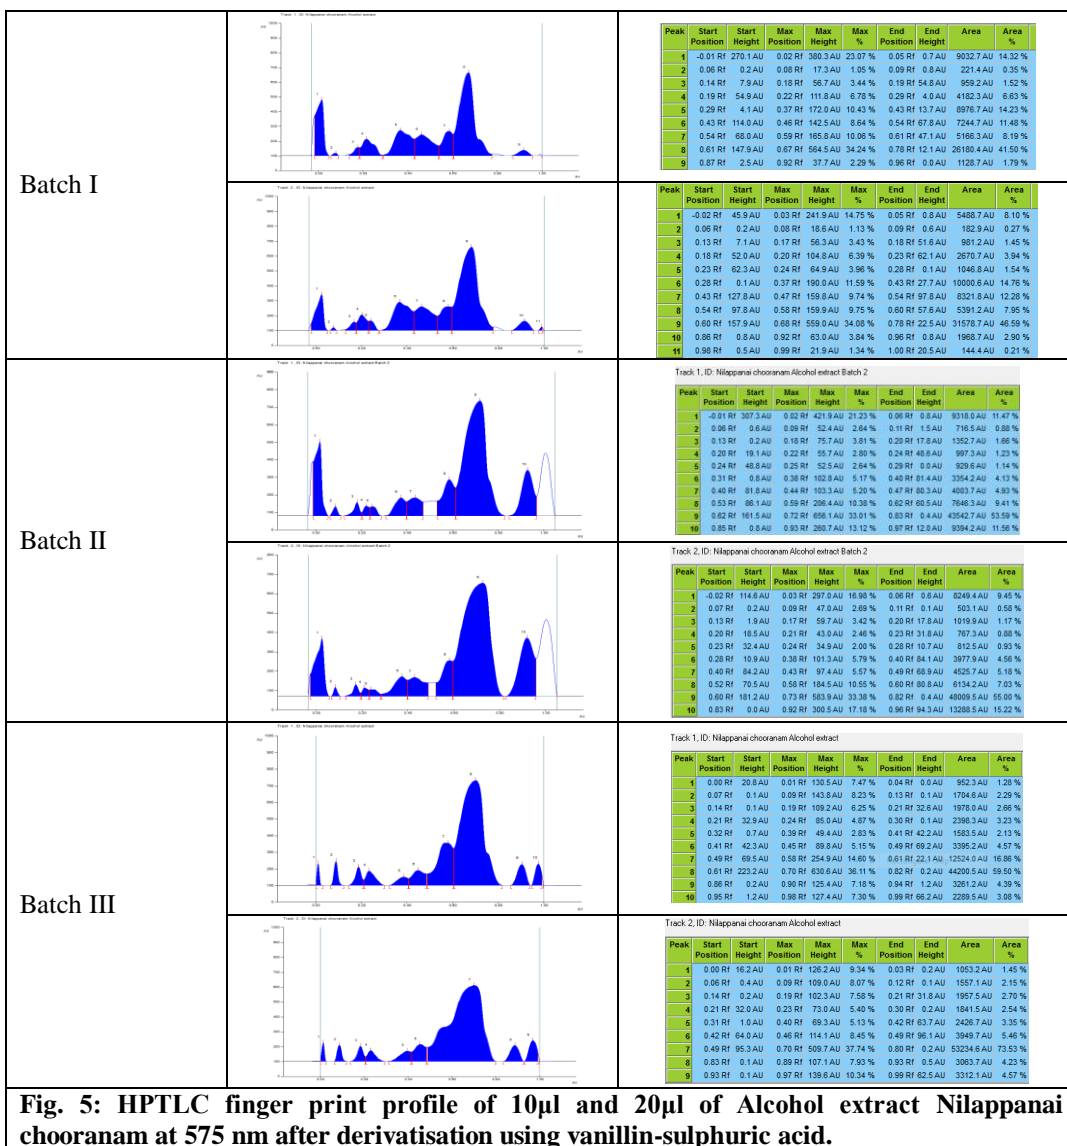 Track 1, ID: Nilappanai chooranam Alcohol extract
Batch I
Peak Start Position Start Height Max Position Max Height Max % End Position End Height Area Area %
1 -0.01 Rf 270.1 AU 0.02 Rf 380.3 AU 23.07 % 0.05 Rf 0.7 AU 9032.7 AU 14.32 %
2 0.06 Rf 0.2 AU 0.08 Rf 17.3 AU 1.05 % 0.09 Rf 0.8 AU 221.4 AU 0.35 %
3 0.14 Rf 7.9 AU 0.18 Rf 56.7 AU 3.44 % 0.19 Rf 54.8 AU 959.2 AU 1.52 %
4 0.19 Rf 54.9 AU 0.22 Rf 111.8 AU 6.78 % 0.29 Rf 4.0 AU 4182.3 AU 6.63 %
5 0.29 Rf 4.1 AU 0.37 Rf 172.0 AU 10.43 % 0.43 Rf 13.7 AU 8976.7 AU 14.23 %
6 0.43 Rf 114.0 AU 0.46 Rf 142.5 AU 8.64 % 0.54 Rf 67.8 AU 7244.7 AU 11.48 %
7 0.54 Rf 68.0 AU 0.59 Rf 165.8 AU 10.06 % 0.61 Rf 47.1 AU 5166.3 AU 8.19 %
8 0.61 Rf 147.9 AU 0.67 Rf 564.5 AU 34.24 % 0.78 Rf 12.1 AU 26180.4 AU 41.50 %
9 0.87 Rf 2.5 AU 0.92 Rf 37.7 AU 2.29 % 0.96 Rf 0.0 AU 1128.7 AU 1.79 %
Track 2, ID: Nilappanai chooranam Alcohol extract
Peak Start Position Start Height Max Position Max Height Max % End Position End Height Area Area %
1 -0.02 Rf 45.9 AU 0.03 Rf 241.9 AU 14.75 % 0.05 Rf 0.8 AU 5488.7 AU 8.10 %
2 0.06 Rf 0.2 AU 0.08 Rf 18.6 AU 1.13 % 0.09 Rf 0.6 AU 182.9 AU 0.27 %
3 0.13 Rf 7.1 AU 0.17 Rf 56.3 AU 3.43 % 0.18 Rf 51.6 AU 981.2 AU 1.45 %
4 0.18 Rf 52.0 AU 0.20 Rf 104.8 AU 6.39 % 0.23 Rf 62.1 AU 2670.7 AU 3.94 %
5 0.23 Rf 62.3 AU 0.24 Rf 64.9 AU 3.96 % 0.28 Rf 0.1 AU 1046.8 AU 1.54 %
6 0.28 Rf 0.1 AU 0.37 Rf 190.0 AU 11.59 % 0.43 Rf 27.7 AU 10000.6 AU 14.76 %
7 0.43 Rf 127.8 AU 0.47 Rf 159.8 AU 9.74 % 0.54 Rf 97.8 AU 8321.8 AU 12.28 %
8 0.54 Rf 97.8 AU 0.58 Rf 159.9 AU 9.75 % 0.60 Rf 57.6 AU 5391.2 AU 7.95 %
9 0.60 Rf 157.9 AU 0.68 Rf 559.0 AU 34.08 % 0.78 Rf 22.5 AU 31578.7 AU 46.59 %
10 0.86 Rf 0.8 AU 0.92 Rf 63.0 AU 3.84 % 0.96 Rf 0.8 AU 1968.7 AU 2.90 %
11 0.98 Rf 0.5 AU 0.99 Rf 21.9 AU 1.34 % 1.00 Rf 20.5 AU 144.4 AU 0.21 %
Track 1, ID: Nilappanai chooranam Alcohol extract Batch 2
Batch II
Track 1, ID: Nilappanai chooranam Alcohol extract Batch 2
Peak Start Position Start Height Max Position Max Height Max % End Position End Height Area Area %
1 -0.01 Rf 307.3 AU 0.02 Rf 421.9 AU 21.23 % 0.06 Rf 0.8 AU 9318.0 AU 11.47 %
2 0.06 Rf 0.6 AU 0.09 Rf 52.4 AU 2.64 % 0.11 Rf 1.5 AU 716.5 AU 0.88 %
3 0.13 Rf 0.2 AU 0.18 Rf 75.7 AU 3.81 % 0.20 Rf 17.8 AU 1352.7 AU 1.66 %
4 0.20 Rf 19.1 AU 0.22 Rf 55.7 AU 2.80 % 0.24 Rf 48.6 AU 997.3 AU 1.23 %
5 0.24 Rf 48.8 AU 0.25 Rf 52.5 AU 2.64 % 0.29 Rf 0.0 AU 929.6 AU 1.14 %
6 0.31 Rf 0.8 AU 0.38 Rf 102.8 AU 5.17 % 0.40 Rf 81.4 AU 3354.2 AU 4.13 %
7 0.40 Rf 81.8 AU 0.44 Rf 103.3 AU 5.20 % 0.47 Rf 80.3 AU 4003.7 AU 4.93 %
8 0.53 Rf 86.1 AU 0.59 Rf 206.4 AU 10.38 % 0.62 Rf 60.5 AU 7646.3 AU 9.41 %
9 0.62 Rf 161.5 AU 0.72 Rf 656.1 AU 33.01 % 0.83 Rf 0.4 AU 43542.7 AU 53.59 %
10 0.85 Rf 0.8 AU 0.93 Rf 260.7 AU 13.12 % 0.97 Rf 12.0 AU 9394.2 AU 11.56 %
Track 2, ID: Nilappanai chooranam Alcohol extract Batch 2
Track 2, ID: Nilappanai chooranam Alcohol extract Batch 2
Peak Start Position Start Height Max Position Max Height Max % End Position End Height Area Area %
1 -0.02 Rf 114.6 AU 0.03 Rf 297.0 AU 16.98 % 0.06 Rf 0.6 AU 8249.4 AU 9.45 %
2 0.07 Rf 0.2 AU 0.09 Rf 47.0 AU 2.69 % 0.11 Rf 0.1 AU 503.1 AU 0.58 %
3 0.13 Rf 1.9 AU 0.17 Rf 59.7 AU 3.42 % 0.20 Rf 17.8 AU 1019.9 AU 1.17 %
4 0.20 Rf 18.5 AU 0.21 Rf 43.0 AU 2.46 % 0.23 Rf 31.8 AU 767.3 AU 0.88 %
5 0.23 Rf 32.4 AU 0.24 Rf 34.9 AU 2.00 % 0.28 Rf 10.7 AU 812.5 AU 0.93 %
6 0.28 Rf 10.9 AU 0.38 Rf 101.3 AU 5.79 % 0.40 Rf 84.1 AU 3977.9 AU 4.56 %
7 0.40 Rf 84.2 AU 0.43 Rf 97.4 AU 5.57 % 0.49 Rf 68.9 AU 4525.7 AU 5.18 %
8 0.52 Rf 70.5 AU 0.58 Rf 184.5 AU 10.55 % 0.60 Rf 80.8 AU 6134.2 AU 7.03 %
9 0.60 Rf 181.2 AU 0.73 Rf 583.9 AU 33.38 % 0.82 Rf 0.4 AU 48009.5 AU 55.00 %
10 0.83 Rf 0.0 AU 0.92 Rf 300.5 AU 17.18 % 0.96 Rf 94.3 AU 13288.5 AU 15.22 %
Track 1, ID: Nilappanai chooranam Alcohol extract
Batch III
Track 1, ID: Nilappanai chooranam Alcohol extract
Peak Start Position Start Height Max Position Max Height Max % End Position End Height Area Area %
1 0.00 Rf 20.8 AU 0.01 Rf 130.5 AU 7.47 % 0.04 Rf 0.0 AU 952.3 AU 1.28 %
2 0.07 Rf 0.1 AU 0.09 Rf 143.8 AU 8.23 % 0.13 Rf 0.1 AU 1704.6 AU 2.29 %
3 0.14 Rf 0.1 AU 0.19 Rf 109.2 AU 6.25 % 0.21 Rf 32.6 AU 1978.0 AU 2.66 %
4 0.21 Rf 32.9 AU 0.24 Rf 85.0 AU 4.87 % 0.30 Rf 0.1 AU 2398.3 AU 3.23 %
5 0.32 Rf 0.7 AU 0.39 Rf 49.4 AU 2.83 % 0.41 Rf 42.2 AU 1583.5 AU 2.13 %
6 0.41 Rf 42.3 AU 0.45 Rf 89.8 AU 5.15 % 0.49 Rf 69.2 AU 3395.2 AU 4.57 %
7 0.49 Rf 69.5 AU 0.58 Rf 254.9 AU 14.60 % 0.61 Rf 22.1 AU 12524.0 AU 16.86 %
8 0.61 Rf 223.2 AU 0.70 Rf 630.6 AU 36.11 % 0.82 Rf 0.2 AU 44200.5 AU 59.50 %
9 0.86 Rf 0.2 AU 0.90 Rf 125.4 AU 7.18 % 0.94 Rf 1.2 AU 3261.2 AU 4.39 %
10 0.95 Rf 1.2 AU 0.98 Rf 127.4 AU 7.30 % 0.99 Rf 66.2 AU 2289.5 AU 3.08 %
Track 2, ID: Nilappanai chooranam Alcohol extract
Track 2, ID: Nilappanai chooranam Alcohol extract
Peak Start Position Start Height Max Position Max Height Max % End Position End Height Area Area %
1 0.00 Rf 16.2 AU 0.01 Rf 126.2 AU 9.34 % 0.03 Rf 0.2 AU 1053.2 AU 1.45 %
2 0.06 Rf 0.4 AU 0.09 Rf 109.0 AU 8.07 % 0.12 Rf 0.1 AU 1557.1 AU 2.15 %
3 0.14 Rf 0.2 AU 0.19 Rf 102.3 AU 7.58 % 0.21 Rf 31.8 AU 1957.5 AU 2.70 %
4 0.21 Rf 32.0 AU 0.23 Rf 73.0 AU 5.40 % 0.30 Rf 0.2 AU 1841.5 AU 2.54 %
5 0.31 Rf 1.0 AU 0.40 Rf 69.3 AU 5.13 % 0.42 Rf 63.7 AU 2426.7 AU 3.35 %
6 0.42 Rf 64.0 AU 0.46 Rf 114.1 AU 8.45 % 0.49 Rf 96.1 AU 3949.7 AU 5.46 %
7 0.49 Rf 95.3 AU 0.70 Rf 509.7 AU 37.74 % 0.80 Rf 0.2 AU 53234.6 AU 73.53 %
8 0.83 Rf 0.1 AU 0.89 Rf 107.1 AU 7.93 % 0.93 Rf 0.5 AU 3063.7 AU 4.23 %
9 0.93 Rf 0.1 AU 0.97 Rf 139.6 AU 10.34 % 0.99 Rf 62.5 AU 3312.1 AU 4.57 %
Fig. 5: HPTLC finger print profile of 10µl and 20µl of Alcohol extract Nilappanai
chooranam at 575 nm after derivatisation using vanillin-sulphuric acid.